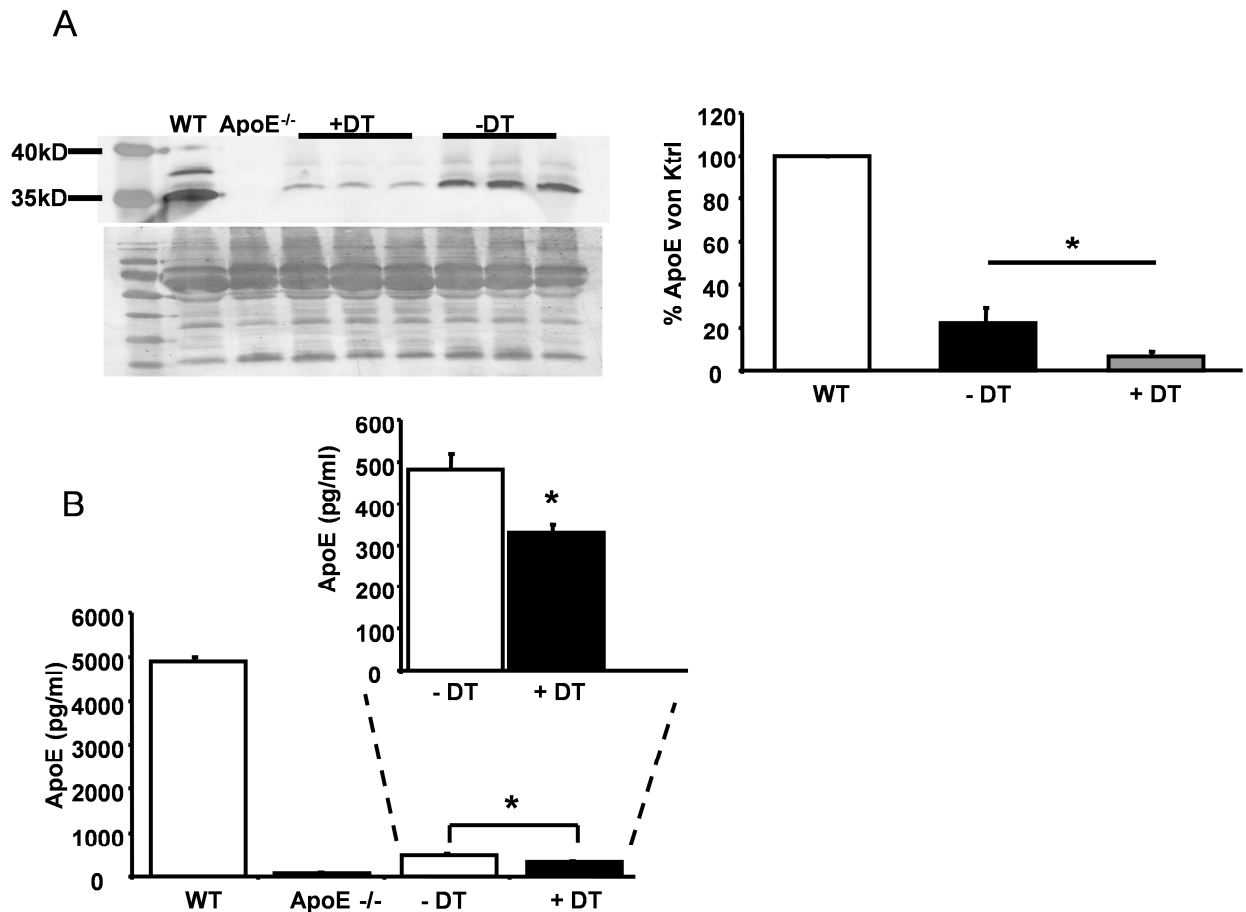 A
WT ApoE-/- +DT -DT
40kD
35kD
% ApoE von Ktrl
120
100
80
60
40
20
0
*
WT - DT + DT
B
ApoE (pg/ml)
600
500
400
300
200
100
0
*
- DT + DT
ApoE (pg/ml)
6000
5000
4000
3000
2000
1000
0
*
WT ApoE -/- - DT + DT